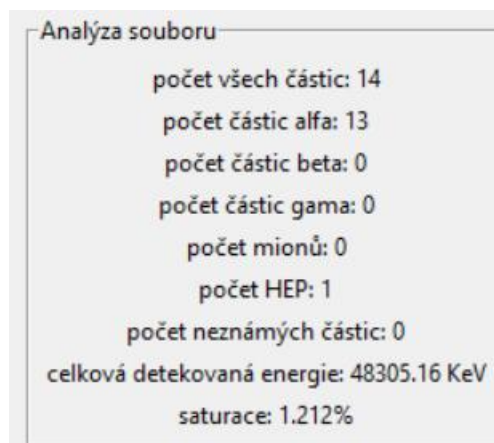 Analýza souboru
počet všech částic: 14
počet částic alfa: 13
počet částic beta: 0
počet částic gama: 0
počet mionů: 0
počet HEP: 1
počet neznámých částic: 0
celková detekovaná energie: 48305.16 KeV
saturace: 1.212%